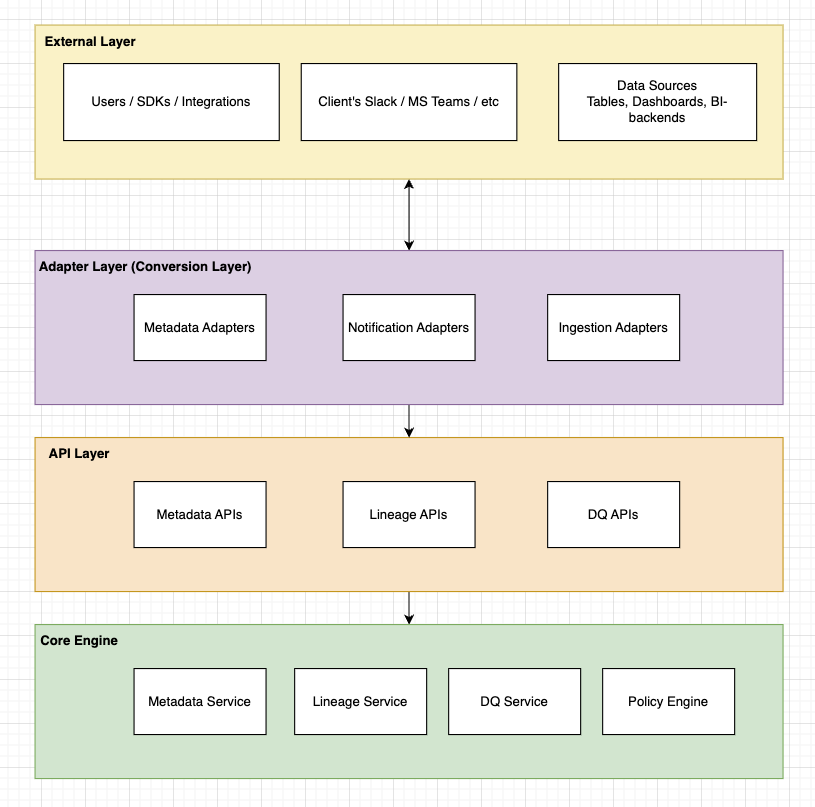 External Layer
Users / SDKs / Integrations
Client's Slack / MS Teams / etc
Data Sources
Tables, Dashboards, BI-
backends
Adapter Layer (Conversion Layer)
Metadata Adapters
Notification Adapters
Ingestion Adapters
API Layer
Metadata APIs
Lineage APIs
DQ APIs
Core Engine
Metadata Service
Lineage Service
DQ Service
Policy Engine